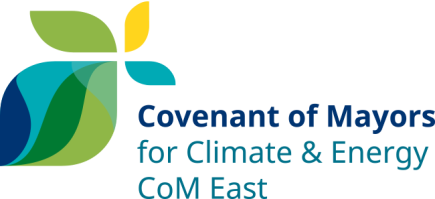 Covenant of Mayors
for Climate & Energy
CoM East